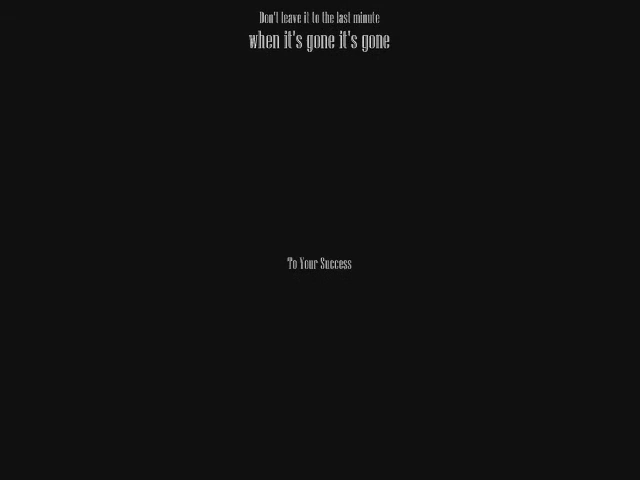 Don't leave it to the last minute
when it's gone it's gone
To Your Success